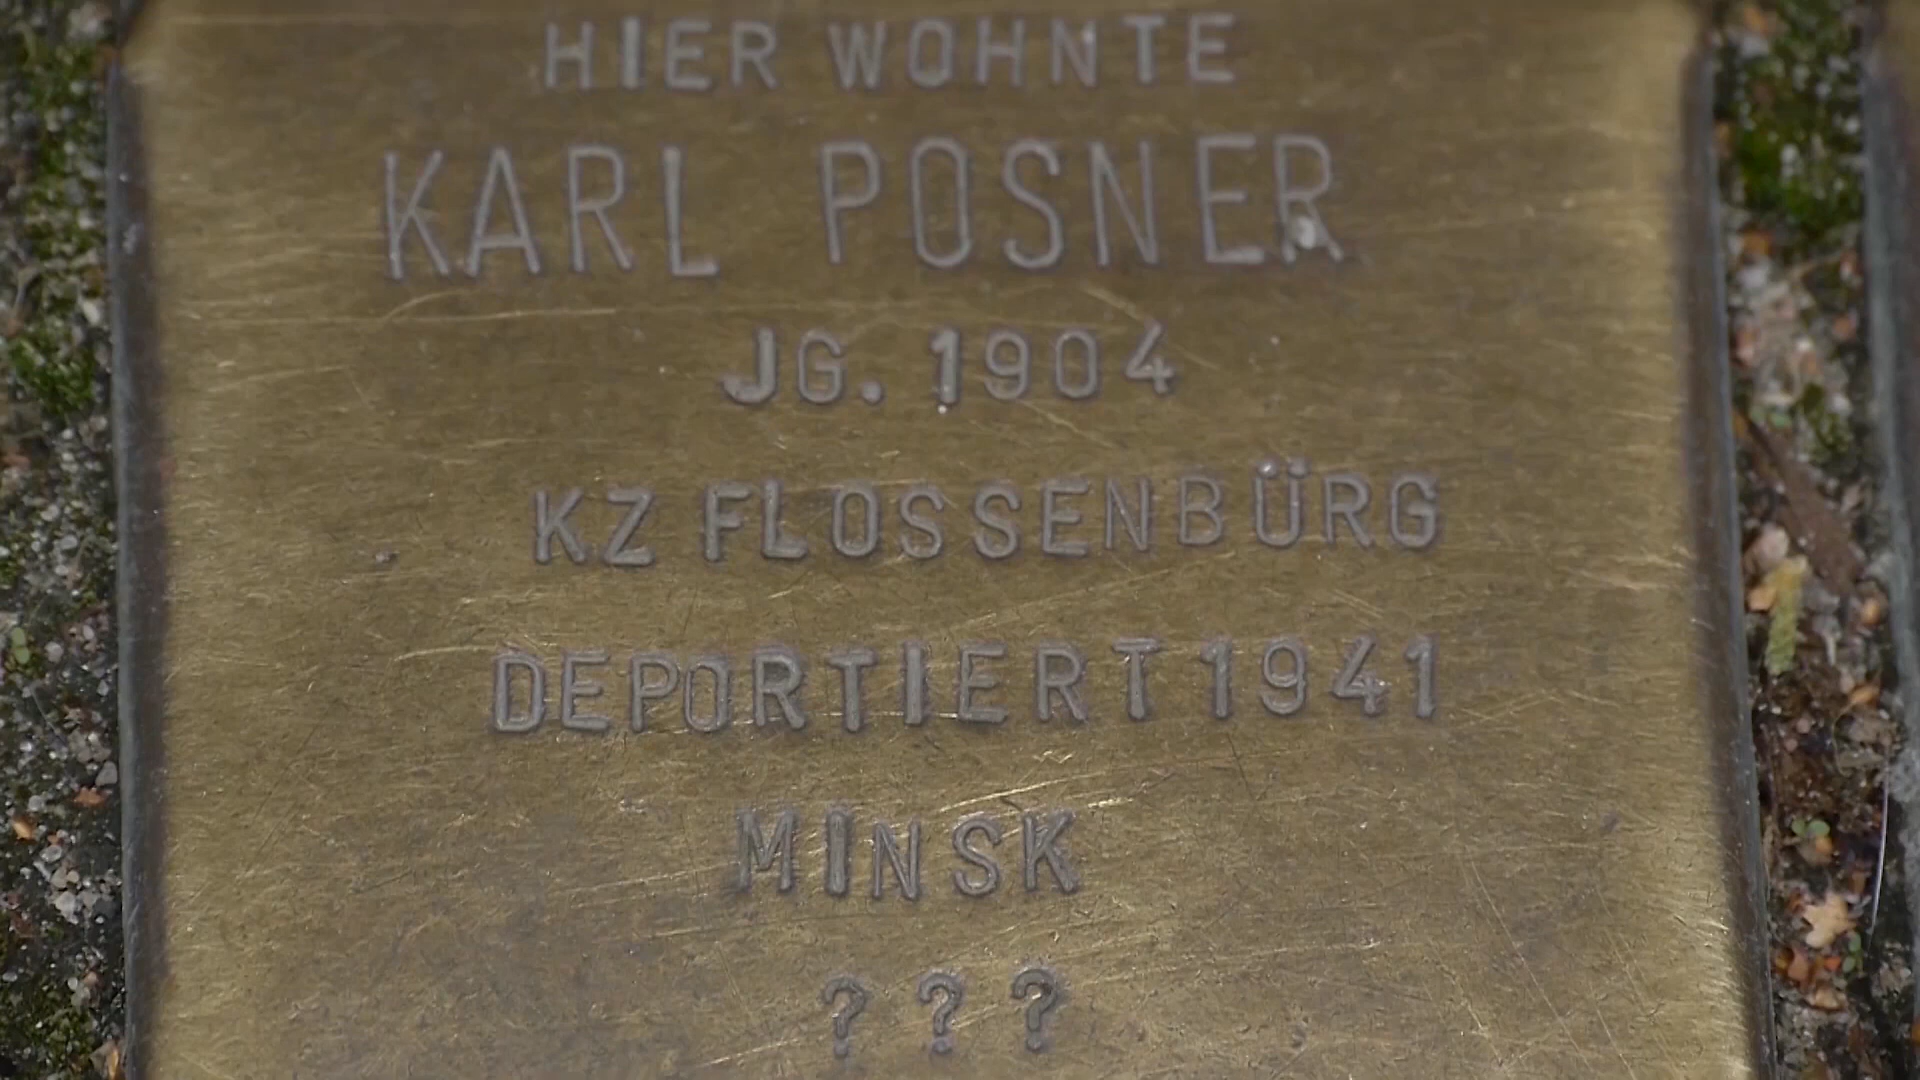 HIER WOHNTE
KARL POSNER
JG. 1904
KZ FLOSSENBÜRG
DEPORTIERT 1941
MINSK
? ? ?